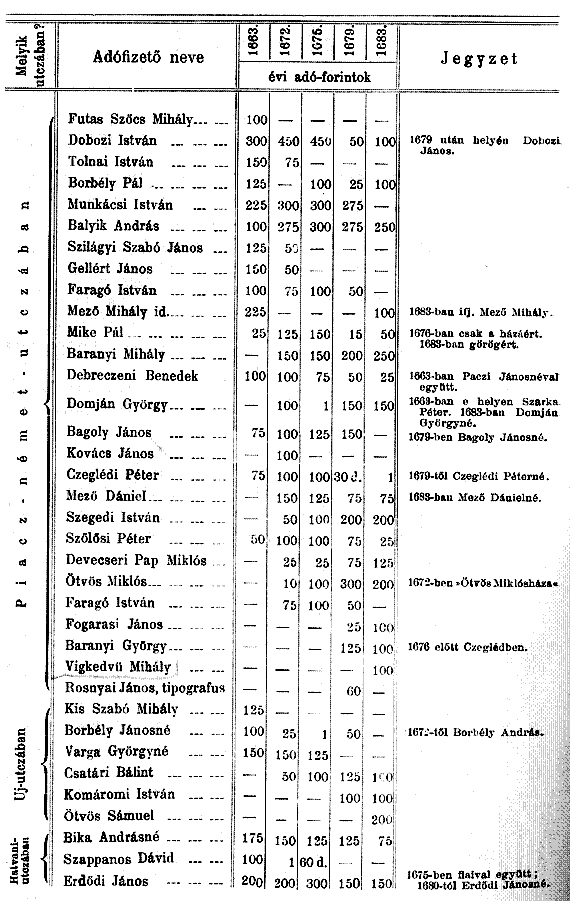 Melyik utczában? Adófizető neve 1663. 1672. 1675. 1679. 1683. Jegyzet
évi adó-forintok
Piacz-német-utczában
Futas Szőcs Mihály 100 — — — —
Dobozi István 300 450 450 50 100 1679 után helyén Dobozi János.
Tolnai István 150 75 — — —
Borbély Pál 125 — 100 25 100
Munkácsi István 225 300 300 275 —
Balyik András 100 275 300 275 250
Szilágyi Szabó János 125 50 — — —
Gellért János 150 50 — — —
Faragó István 100 75 100 50 —
Mező Mihály id. 225 — — — 100 1683-ban ifj. Mező Mihály.
Mike Pál 25 125 150 15 50 1676-ban csak a házáért. 1683-ban görögért.
Baranyi Mihály — 150 150 200 250
Debreczeni Benedek 100 100 75 50 25 1663-ban Paczi Jánosnéval együtt.
Domján György — 100 1 150 150 1663-ban e helyen Szarka Péter. 1683-ban Domján Györgyné.
Bagoly János 75 100 125 150 — 1679-ben Bagoly Jánosné.
Kovács János — 100 — — —
Czeglédi Péter 75 100 100 30 d. 1 1679-től Czeglédi Péterné.
Mező Dániel — 150 125 75 75 1683-ban Mező Dánielné.
Szegedi István — 50 100 200 200
Szőlősi Péter 50 100 100 75 25
Devecseri Pap Miklós — 25 25 75 125
Ötvös Miklós — 10 100 300 200 1672-ben »Ötvös Miklósháza«
Faragó István — 75 100 50 —
Fogarasi János — — — 25 100
Baranyi György — — — 125 100 1676 előtt Czeglédben.
Vigkedvű Mihály — — — — 100
Rosnyai János, tipografus — — — 60 —
Uj-utczában
Kis Szabó Mihály 125 — — — —
Borbély Jánosné 100 25 1 50 — 1672-től Borbély András.
Varga Györgyné 150 150 125 — —
Csatári Bálint — 50 100 125 100
Komáromi István — — — 100 100
Ötvös Sámuel — — — — 200
Hatvani-utczában
Bika Andrásné 175 150 125 125 75
Szappanos Dávid 100 1 60 d. — —
Erdődi János 200 200 300 150 150 1675-ben fiaival együtt; 1680-tól Erdődi Jánosné.